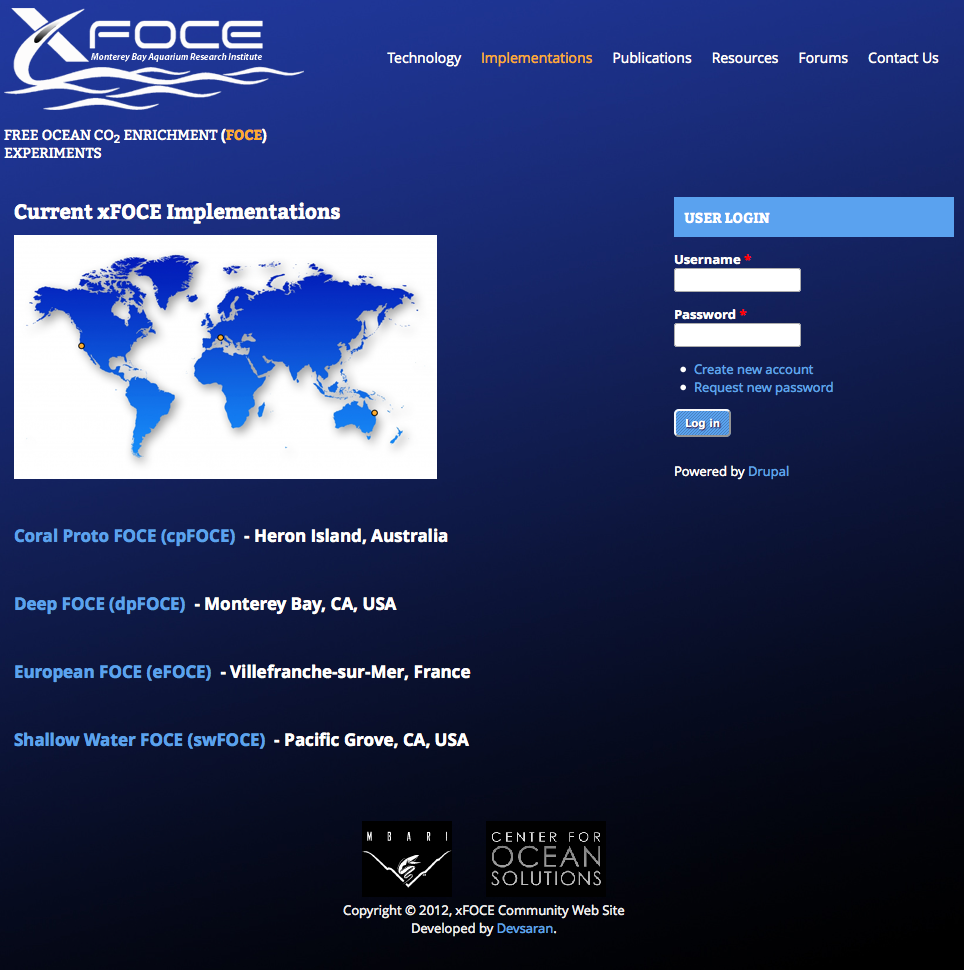 XFOCE
Monterey Bay Aquarium Research Institute
Technology Implementations Publications Resources Forums Contact Us
FREE OCEAN CO2 ENRICHMENT (FOCE)
EXPERIMENTS
Current xFOCE Implementations
USER LOGIN
Username *
Password *
Create new account
Request new password
Log in
Powered by Drupal
Coral Proto FOCE (cpFOCE) - Heron Island, Australia
Deep FOCE (dpFOCE) - Monterey Bay, CA, USA
European FOCE (eFOCE) - Villefranche-sur-Mer, France
Shallow Water FOCE (swFOCE) - Pacific Grove, CA, USA
MBARI
CENTER FOR
OCEAN
SOLUTIONS
Copyright © 2012, xFOCE Community Web Site
Developed by Devsaran.